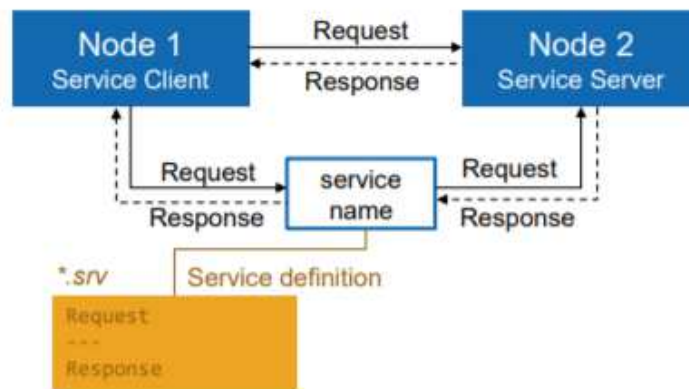 Node 1
Service Client
Request
Response
Node 2
Service Server
Request
Response
service
name
Request
Response
*.srv
Service definition
Request
---
Response